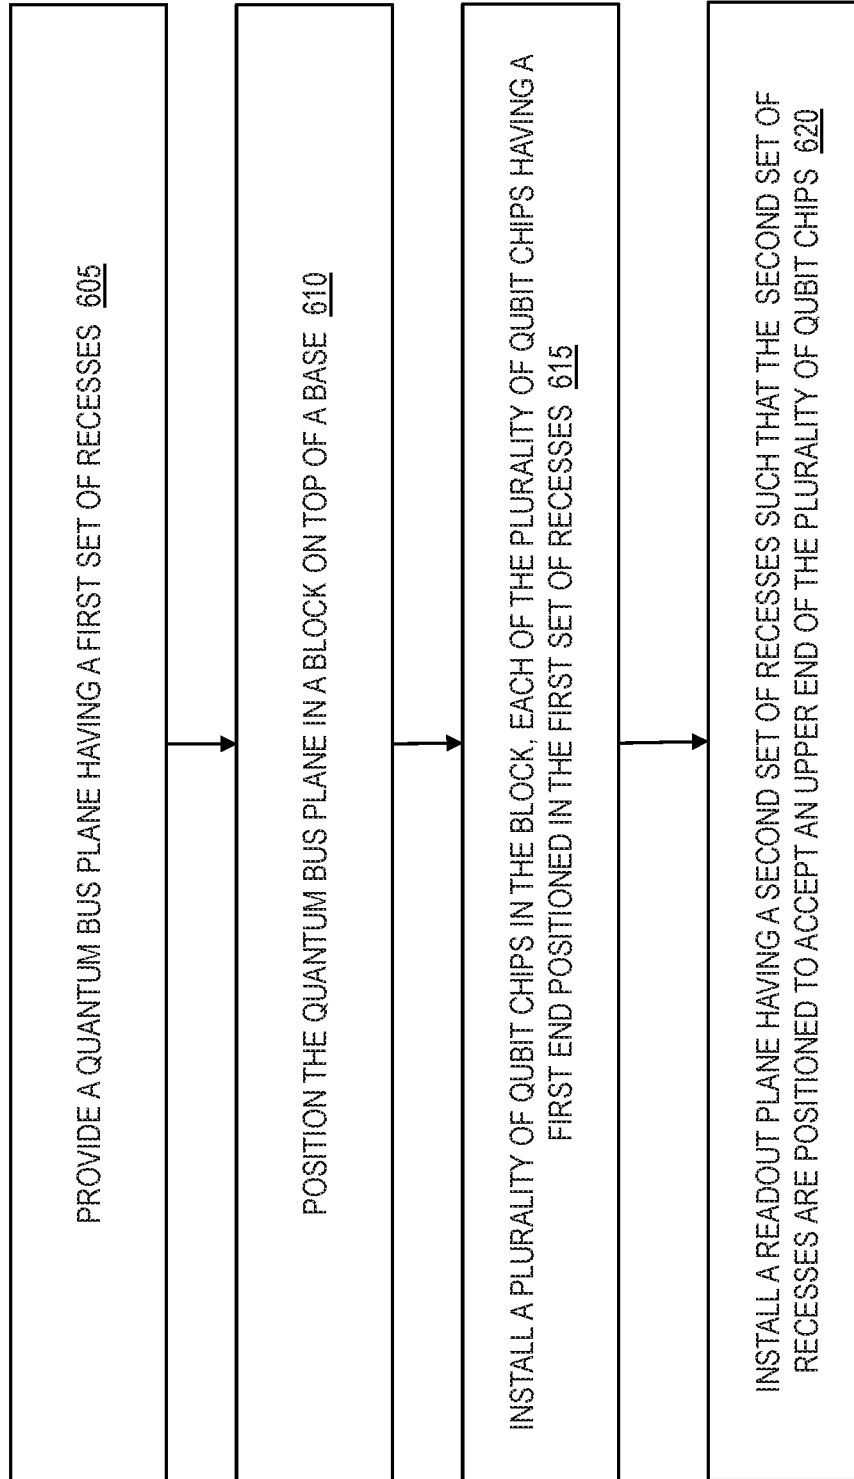 PROVIDE A QUANTUM BUS PLANE HAVING A FIRST SET OF RECESSES 605
POSITION THE QUANTUM BUS PLANE IN A BLOCK ON TOP OF A BASE 610
INSTALL A PLURALITY OF QUBIT CHIPS IN THE BLOCK, EACH OF THE PLURALITY OF QUBIT CHIPS HAVING A
FIRST END POSITIONED IN THE FIRST SET OF RECESSES 615
INSTALL A READOUT PLANE HAVING A SECOND SET OF RECESSES SUCH THAT THE SECOND SET OF
RECESSES ARE POSITIONED TO ACCEPT AN UPPER END OF THE PLURALITY OF QUBIT CHIPS 620